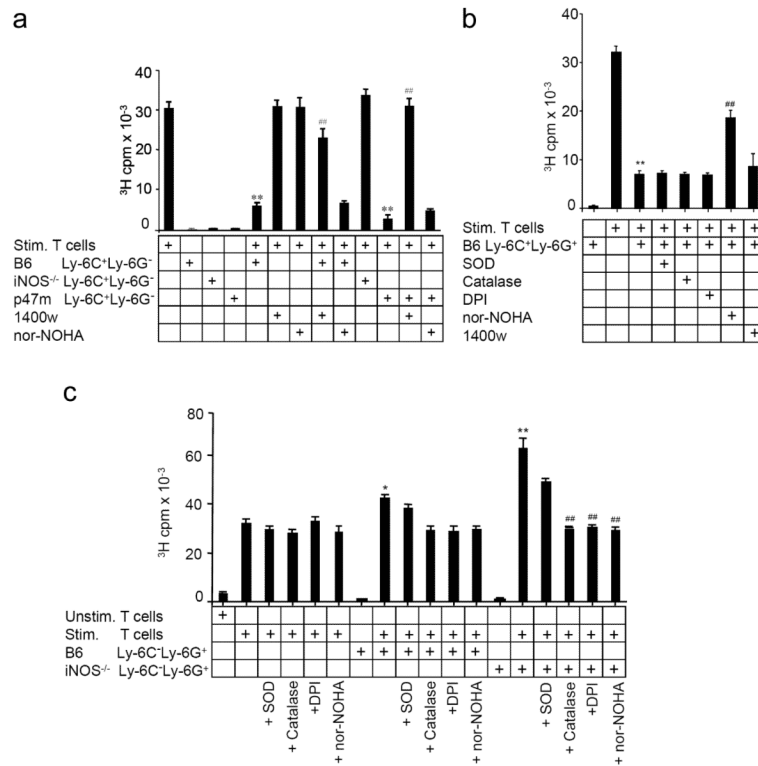 a
³H cpm x 10⁻³
40
30
20
10
0
** ## ** ##
Stim. T cells + + + + + + + + +
B6 Ly-6C⁺Ly-6G⁻ + + + +
iNOS⁻/⁻ Ly-6C⁺Ly-6G⁻ + +
p47m Ly-6C⁺Ly-6G⁻ + + + +
1400w + + +
nor-NOHA + + +
b
³H cpm x 10⁻³
40
30
20
10
0
** ##
Stim. T cells + + + + + + +
B6 Ly-6C⁺Ly-6G⁺ + + + + + + +
SOD +
Catalase +
DPI +
nor-NOHA +
1400w +
c
³H cpm x 10⁻³
80
60
40
20
0
* ** ## ## ##
Unstim. T cells +
Stim. T cells + + + + + + + + + + + + + + +
B6 Ly-6C⁻Ly-6G⁺ + + + + + +
iNOS⁻/⁻ Ly-6C⁻Ly-6G⁺ + + + + + +
+ SOD
+ Catalase
+DPI
+ nor-NOHA
+ SOD
+ Catalase
+DPI
+ nor-NOHA
+ SOD
+ Catalase
+DPI
+ nor-NOHA